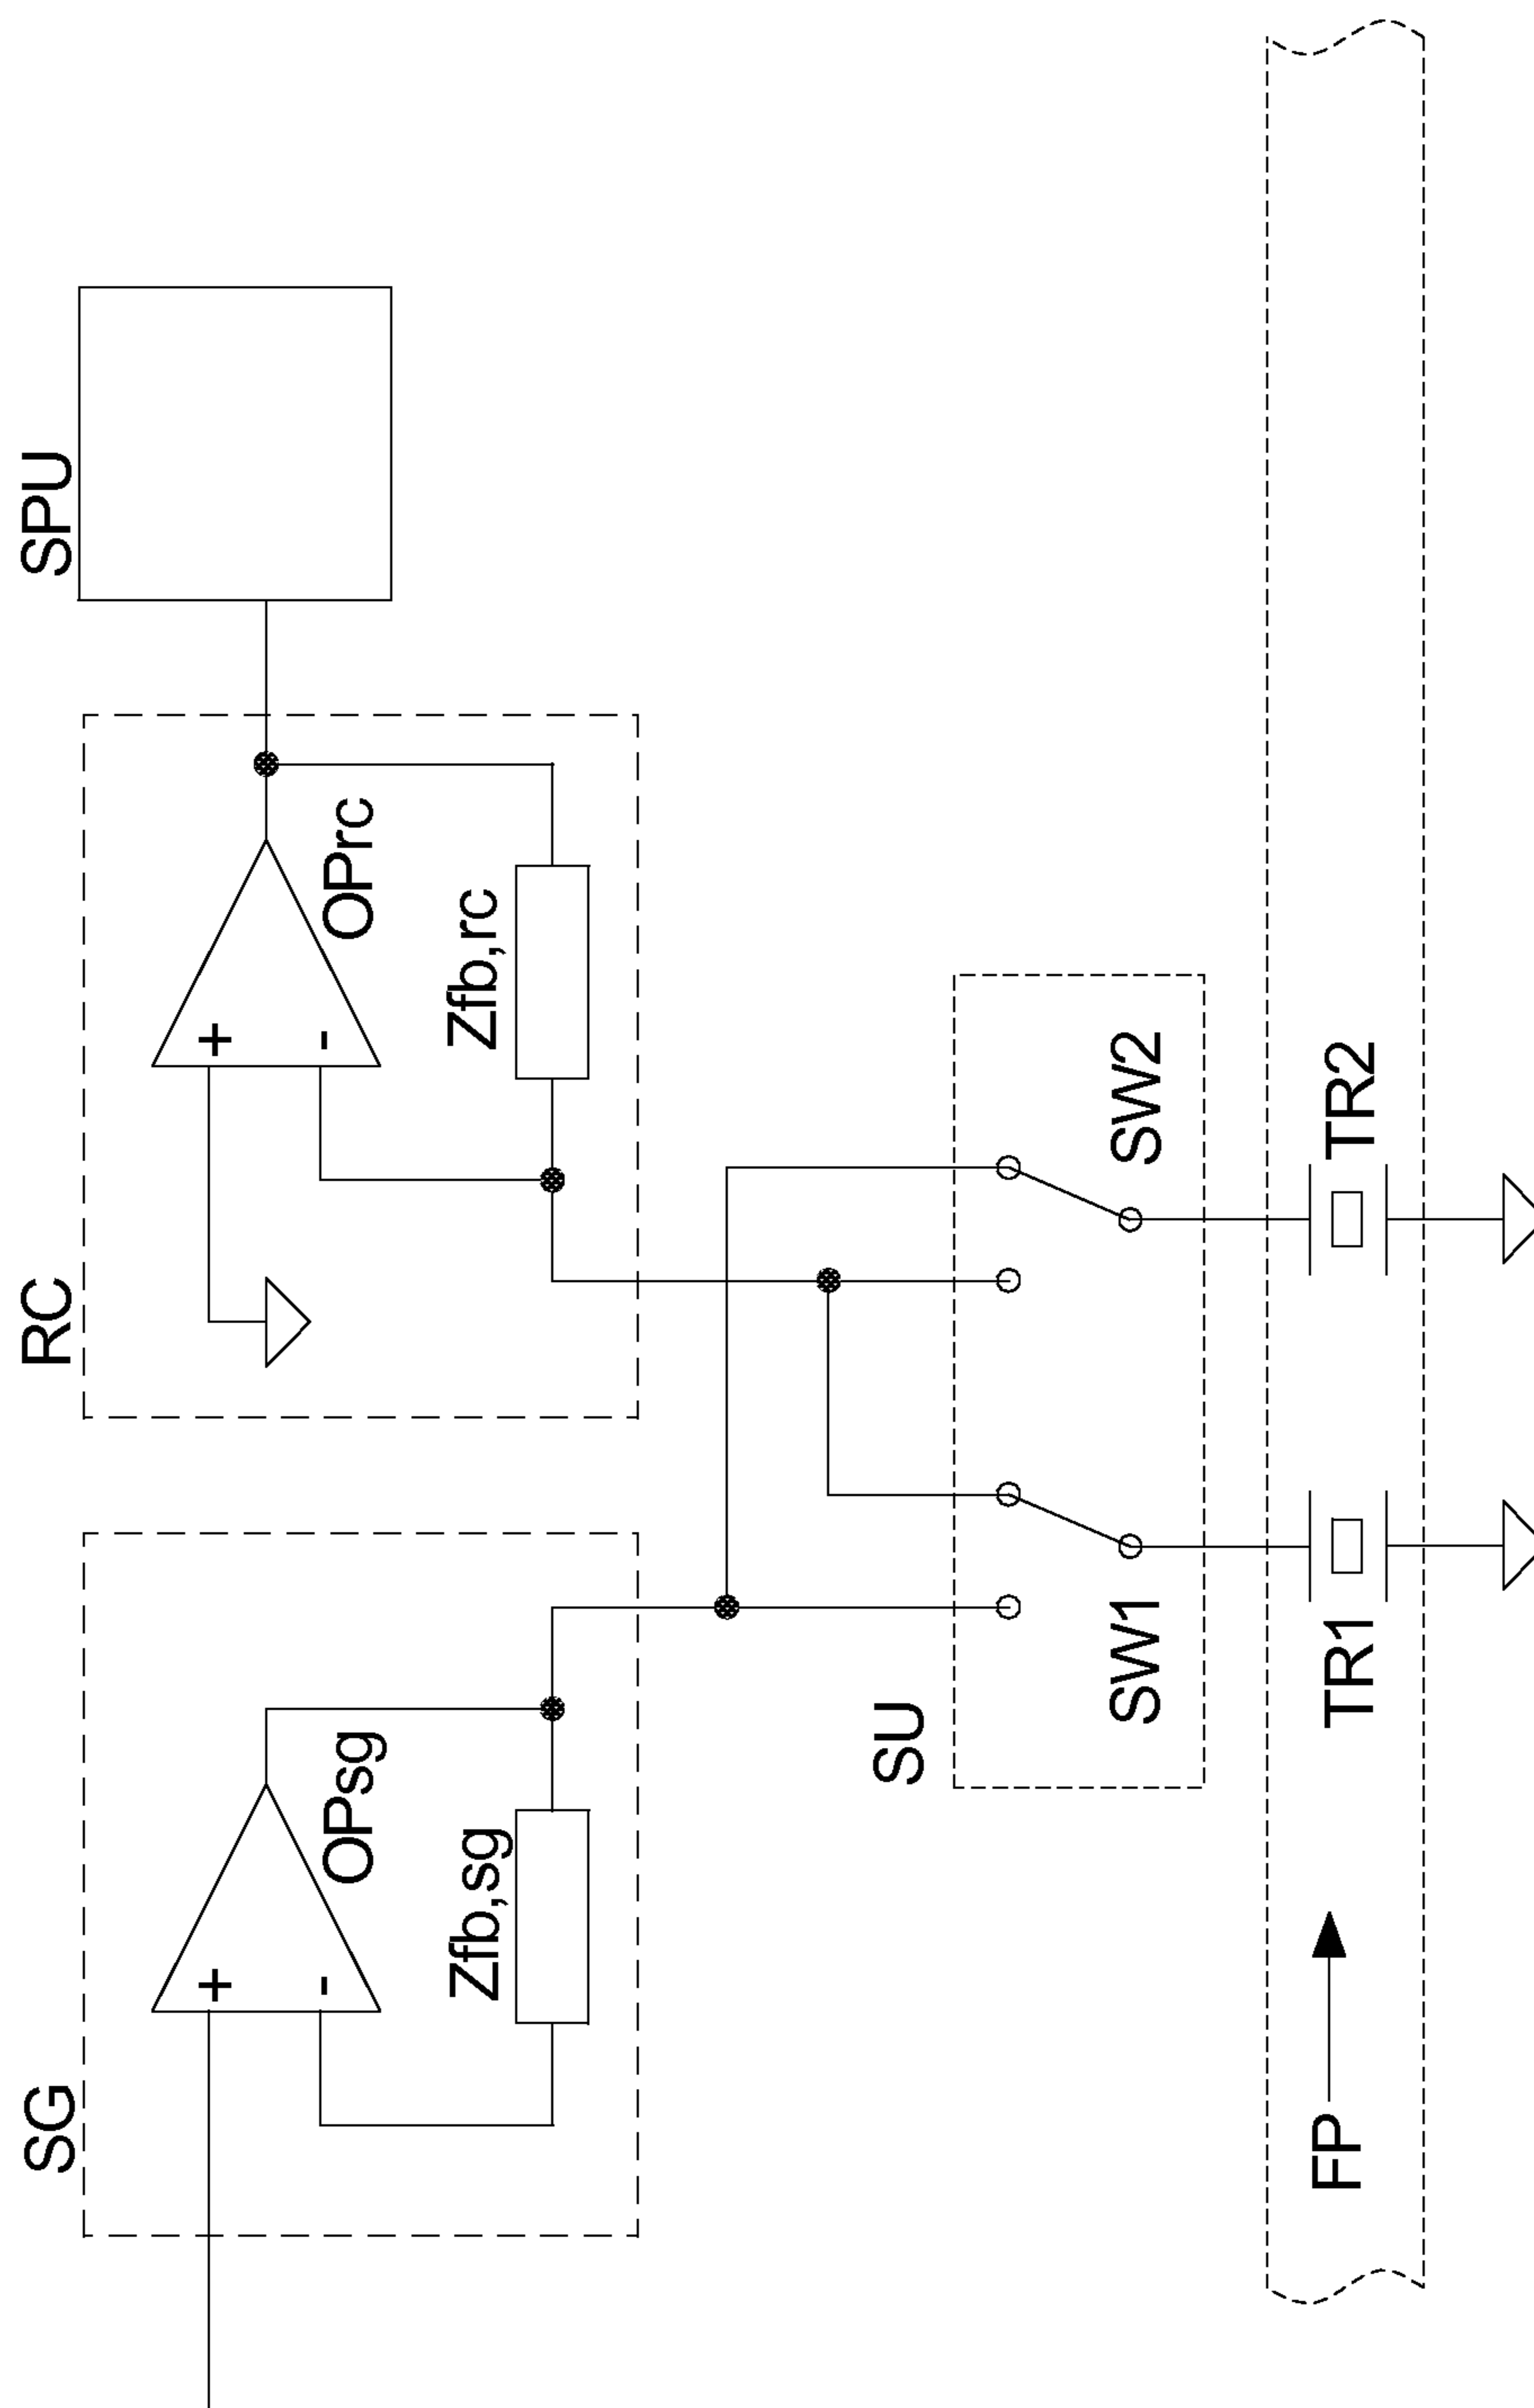 SG
RC
SPU
+
-
OPsg
+
-
OPrc
Zfb,sg
Zfb,rc
SU
SW1
SW2
FP
TR1
TR2